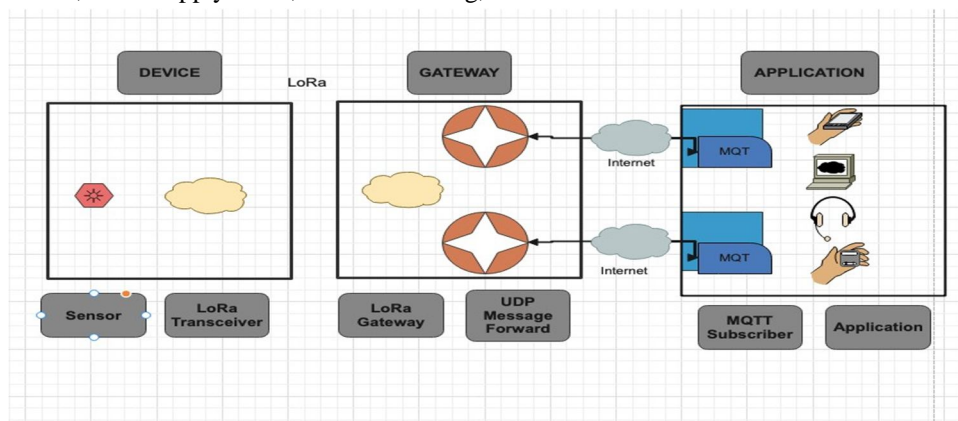 DEVICE
LoRa
GATEWAY
APPLICATION
Internet
MQT
Internet
MQT
Sensor
LoRa
Transceiver
LoRa
Gateway
UDP
Message
Forward
MQTT
Subscriber
Application